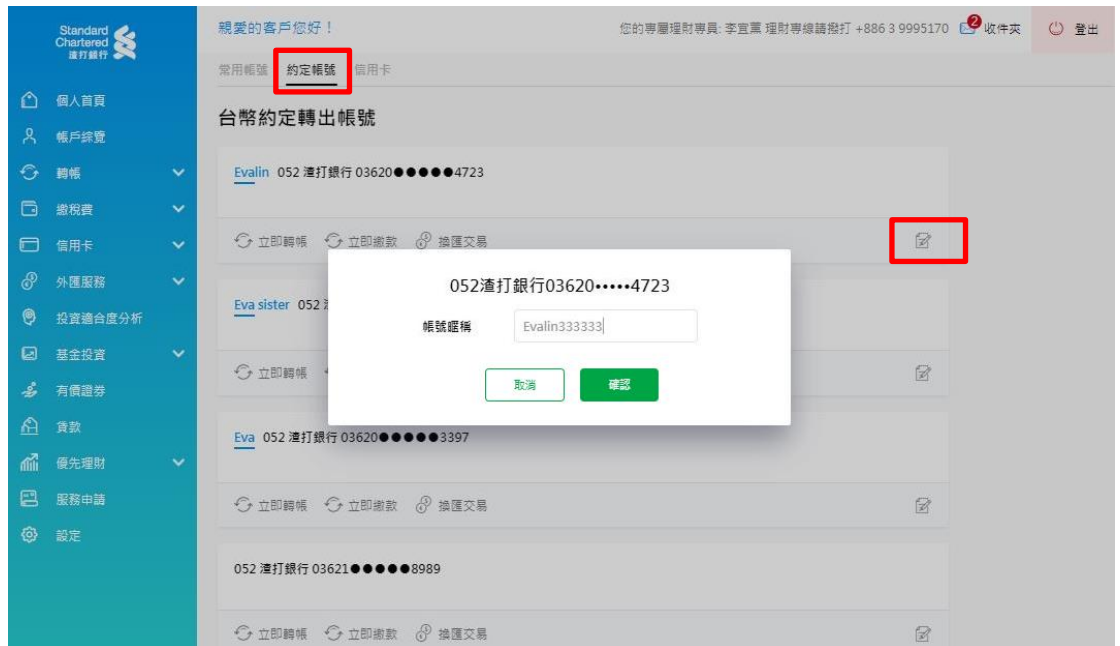 Standard
Chartered
渣打銀行
親愛的客戶您好！
您的專屬理財專員: 李宜薰 理財專線請撥打 +886 3 9995170
2
收件夾
登出
常用帳號 約定帳號 信用卡
個人首頁
帳戶綜覽
轉帳
繳稅費
信用卡
外匯服務
投資適合度分析
基金投資
有價證券
貸款
優先理財
服務申請
設定
台幣約定轉出帳號
Evalin 052 渣打銀行 03620●●●●●4723
立即轉帳 立即繳款 換匯交易
Eva sister 052
立即轉帳
052渣打銀行03620•••••4723
帳號暱稱 Evalin333333
取消 確認
Eva 052 渣打銀行 03620●●●●●3397
立即轉帳 立即繳款 換匯交易
052 渣打銀行 03621●●●●●8989
立即轉帳 立即繳款 換匯交易